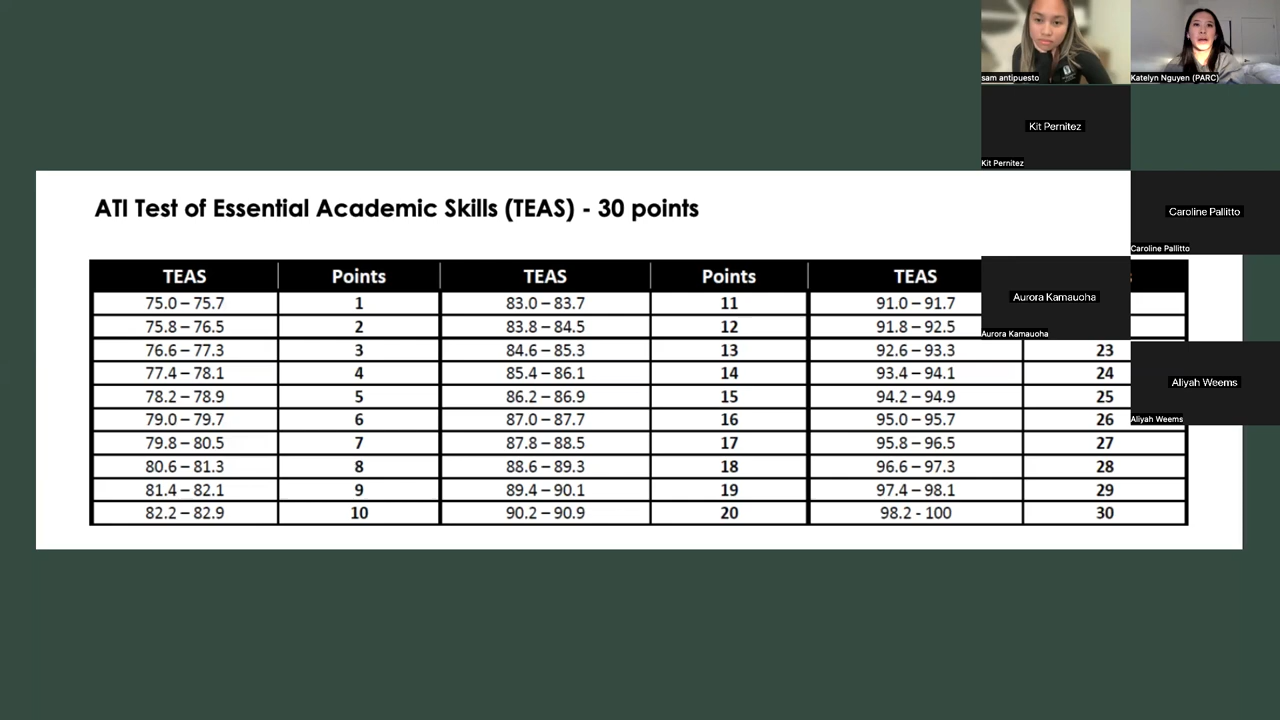 sam antipuesto
Katelyn Nguyen (PARC)
Kit Pernitez
Kit Pernitez
Caroline Pallitto
Caroline Pallitto
Aurora Kamauoha
Aurora Kamauoha
Aliyah Weems
Aliyah Weems
ATI Test of Essential Academic Skills (TEAS) - 30 points
TEAS Points TEAS Points TEAS
75.0 – 75.7 1 83.0 – 83.7 11 91.0 – 91.7
75.8 – 76.5 2 83.8 – 84.5 12 91.8 – 92.5
76.6 – 77.3 3 84.6 – 85.3 13 92.6 – 93.3 23
77.4 – 78.1 4 85.4 – 86.1 14 93.4 – 94.1 24
78.2 – 78.9 5 86.2 – 86.9 15 94.2 – 94.9 25
79.0 – 79.7 6 87.0 – 87.7 16 95.0 – 95.7 26
79.8 – 80.5 7 87.8 – 88.5 17 95.8 – 96.5 27
80.6 – 81.3 8 88.6 – 89.3 18 96.6 – 97.3 28
81.4 – 82.1 9 89.4 – 90.1 19 97.4 – 98.1 29
82.2 – 82.9 10 90.2 – 90.9 20 98.2 - 100 30